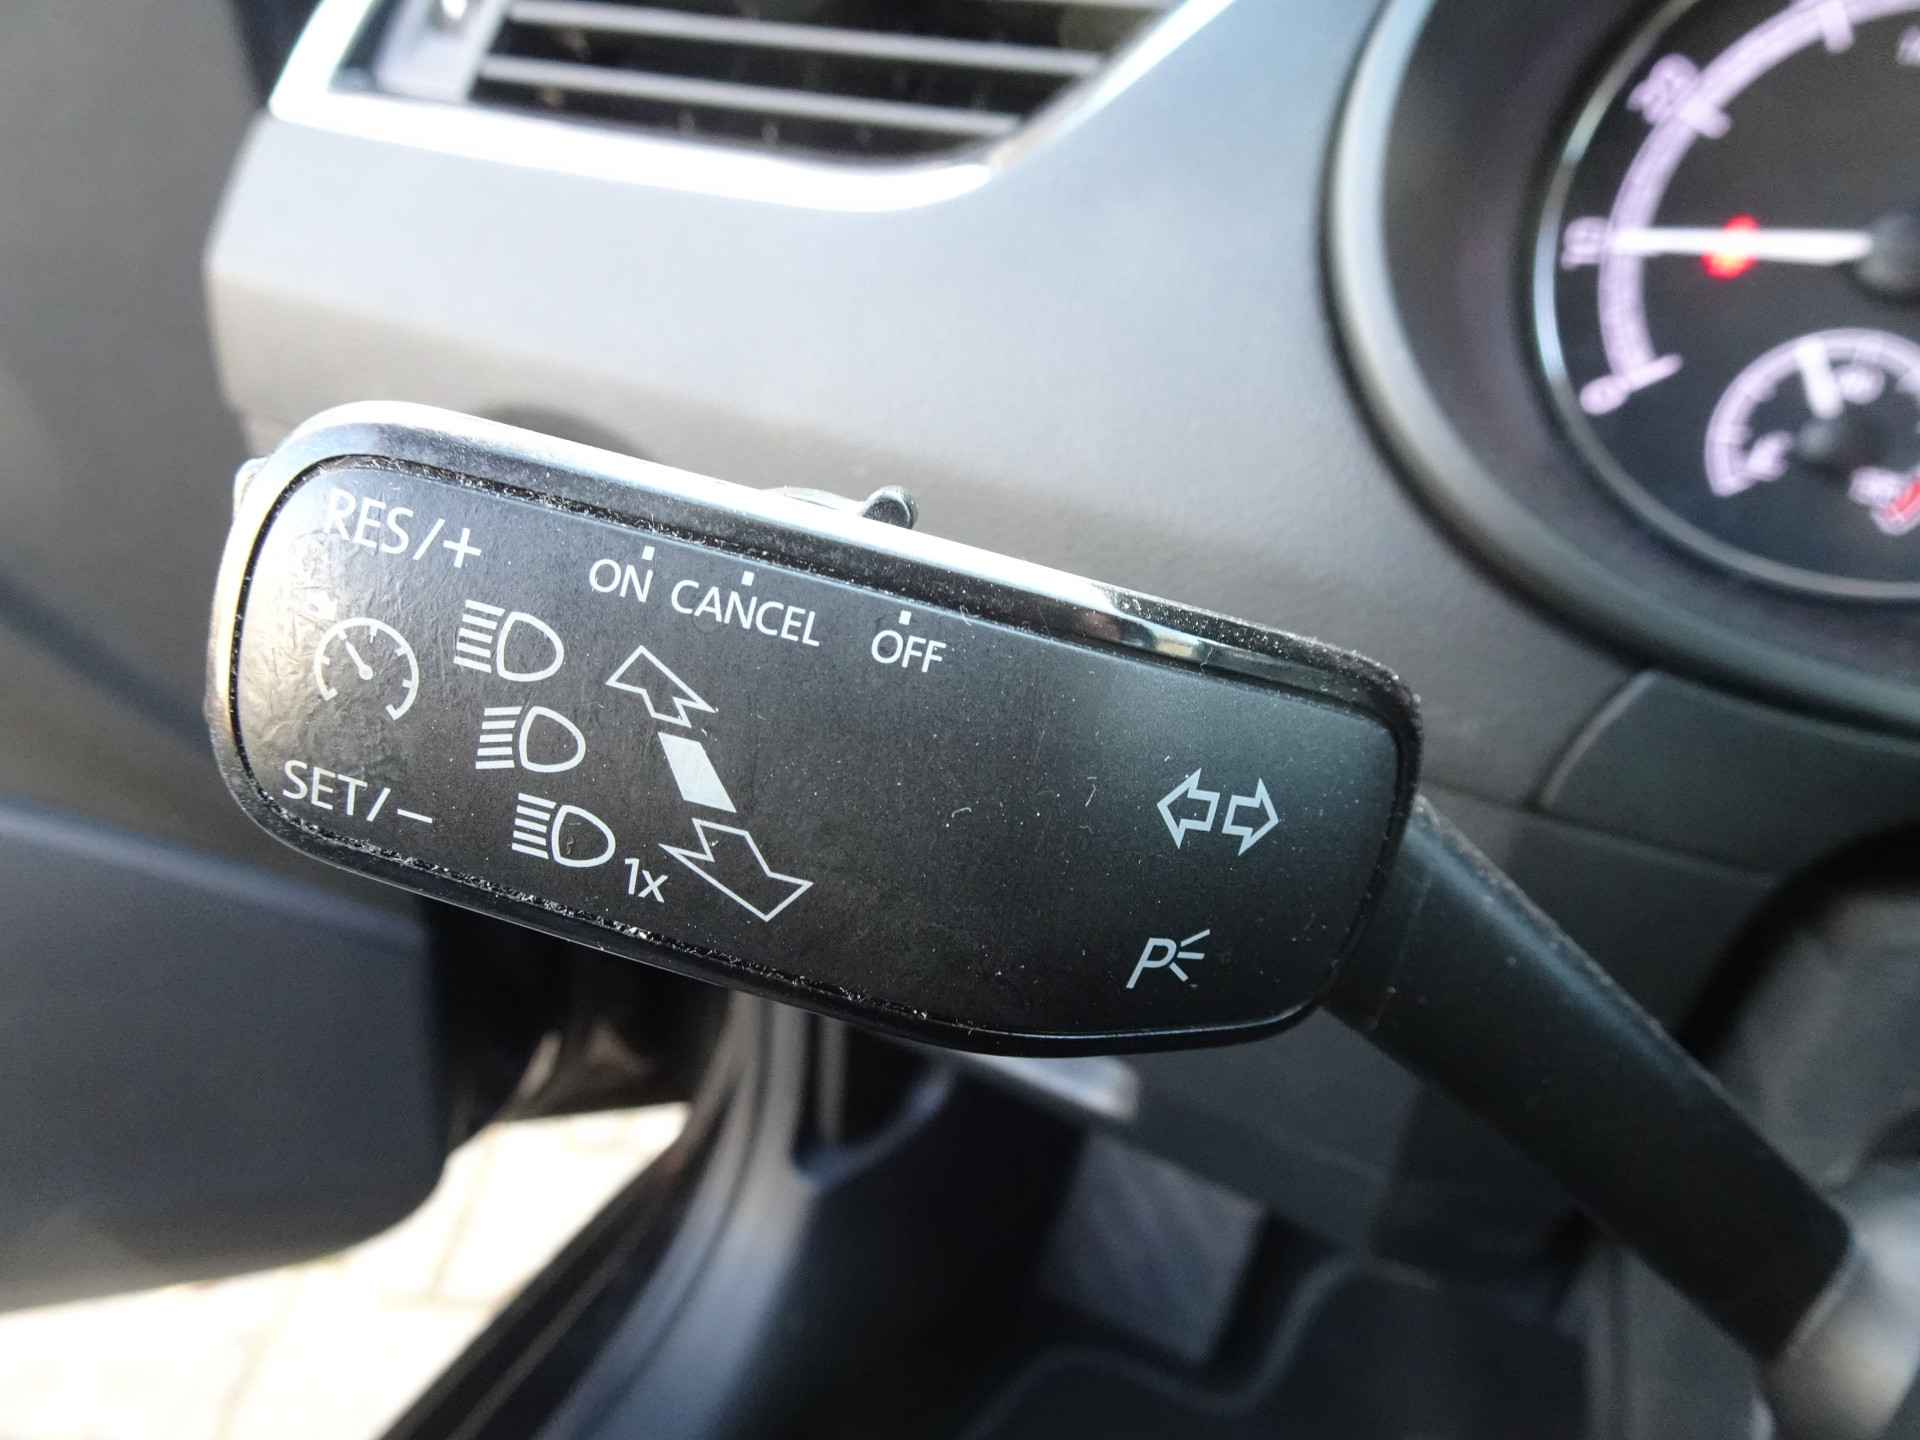 RES/+
ON CANCEL OFF
SET/−
1x
P